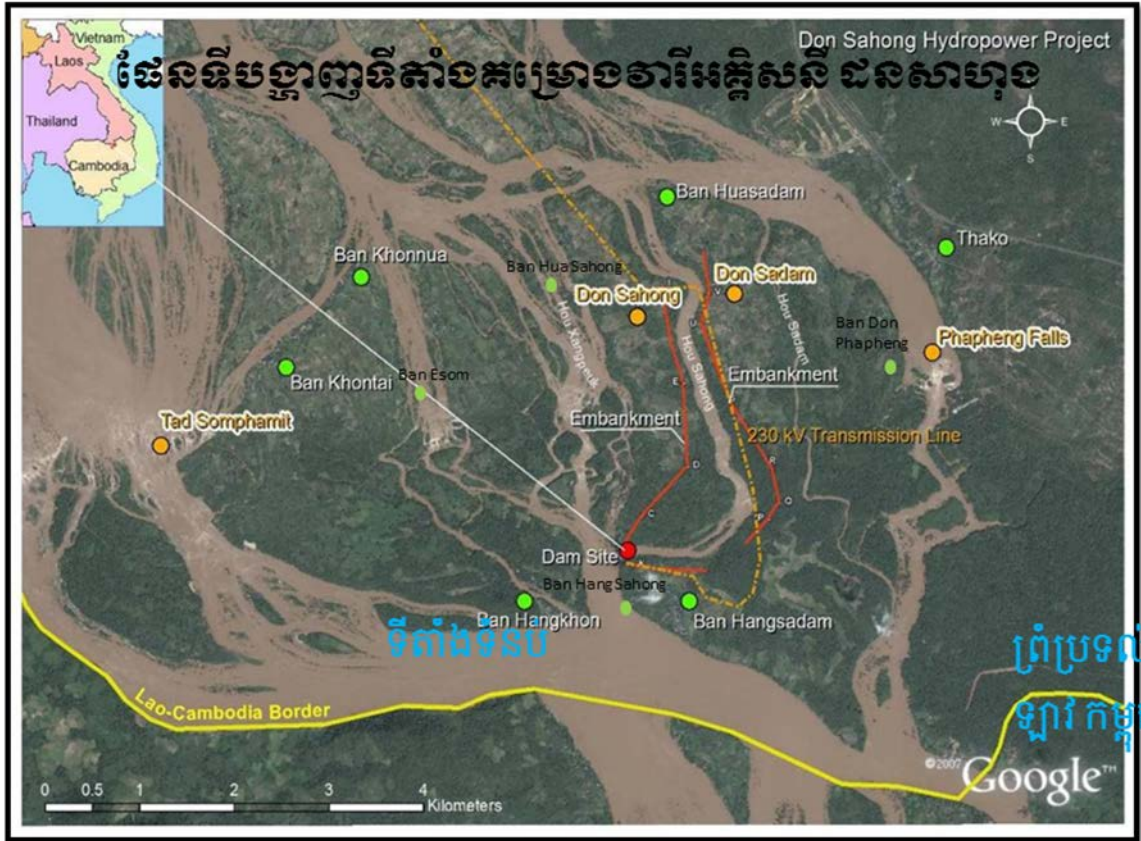 Vietnam
Laos
Thailand
Cambodia
Don Sahong Hydropower Project
ផែនទីបង្ហាញទីតាំងគម្រោងវារីអគ្គិសនី ដនសាហុង
W E
S
Ban Huasadam
Thako
Ban Khonnua
Ban Hua Sahong
Don Sadam
Don Sahong
Hou Xangpeuk
Hou Sahong
Hou Sadam
Ban Don
Phapheng
Phapheng Falls
Ban Khontai
Ban Esom
Embankment
Embankment
Tad Somphamit
230 kV Transmission Line
E
D
C
R
Q
P
Dam Site
Ban Hang Sahong
Ban Hangkhon
Ban Hangsadam
ទីតាំងទំនប់
ព្រំប្រទល់
ឡាវ
Lao-Cambodia Border
©2007 Google™
0 0.5 1 2 3 4
Kilometers